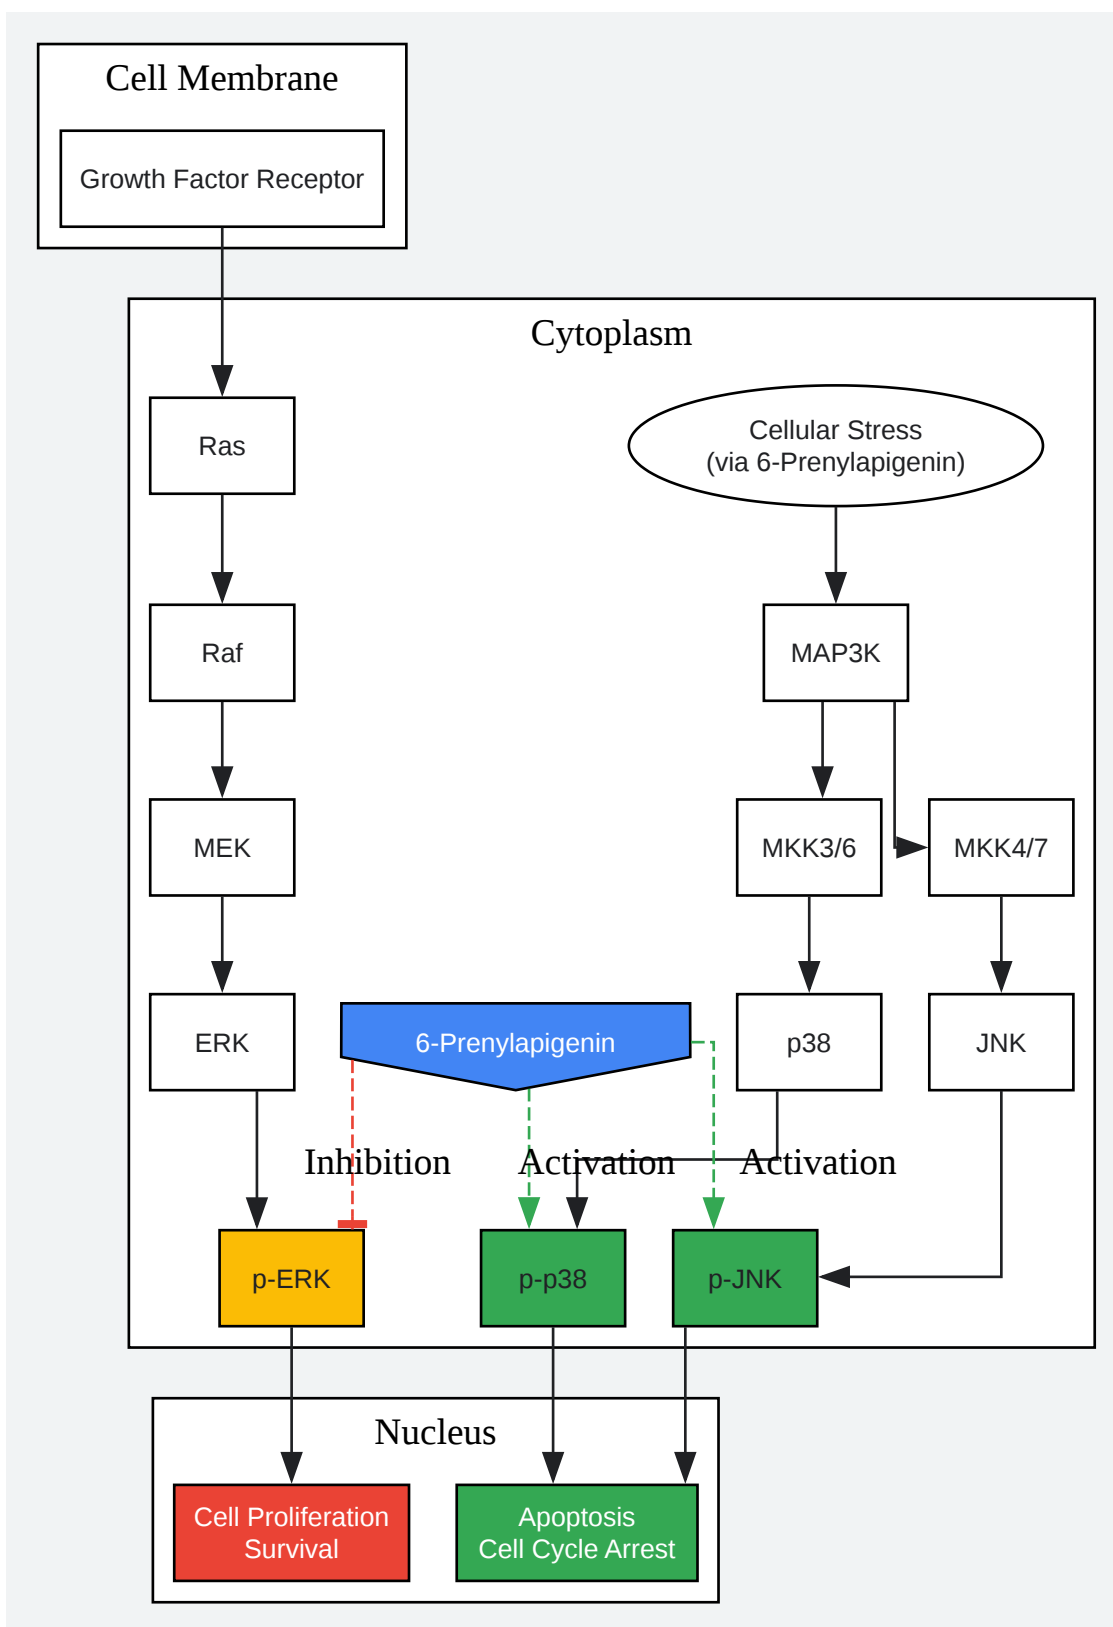 Cell Membrane
Growth Factor Receptor
Cytoplasm
Ras
Cellular Stress
(via 6-Prenylapigenin)
Raf
MAP3K
MEK
MKK3/6
MKK4/7
ERK
6-Prenylapigenin
p38
JNK
Inhibition
Activation
Activation
p-ERK
p-p38
p-JNK
Nucleus
Cell Proliferation
Survival
Apoptosis
Cell Cycle Arrest